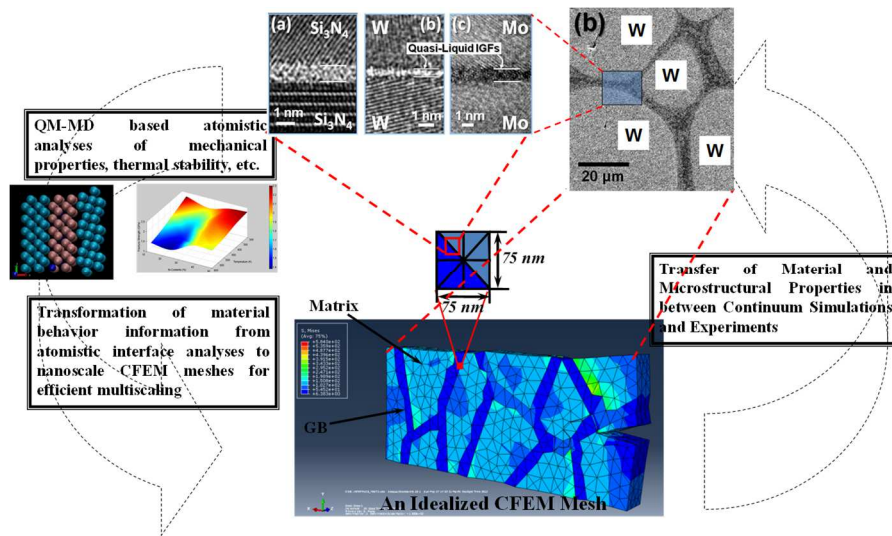 (a)
Si3N4
Si3N4
1 nm
W
(b)
W
1 nm
(c)
Mo
Mo
1 nm
Quasi-Liquid IGFs
(b)
W
W
W
W
W
20 μm
QM-MD based atomistic
analyses of mechanical
properties, thermal stability, etc.
Transformation of material
behavior information from
atomistic interface analyses to
nanoscale CFEM meshes for
efficient multiscaling
75 nm
75 nm
Transfer of Material and
Microstructural Properties in
between Continuum Simulations
and Experiments
Matrix
GB
S, Mises
(Avg: 75%)
An Idealized CFEM Mesh